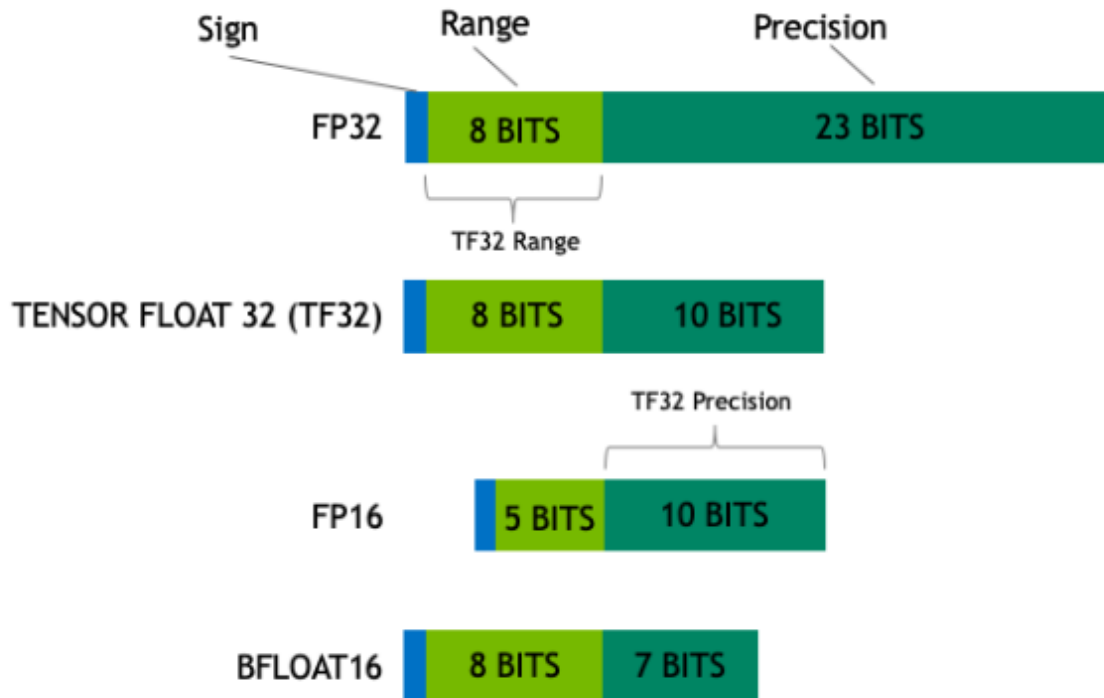 Sign
Range
Precision
FP32
8 BITS
23 BITS
TF32 Range
TENSOR FLOAT 32 (TF32)
8 BITS
10 BITS
TF32 Precision
FP16
5 BITS
10 BITS
BFLOAT16
8 BITS
7 BITS